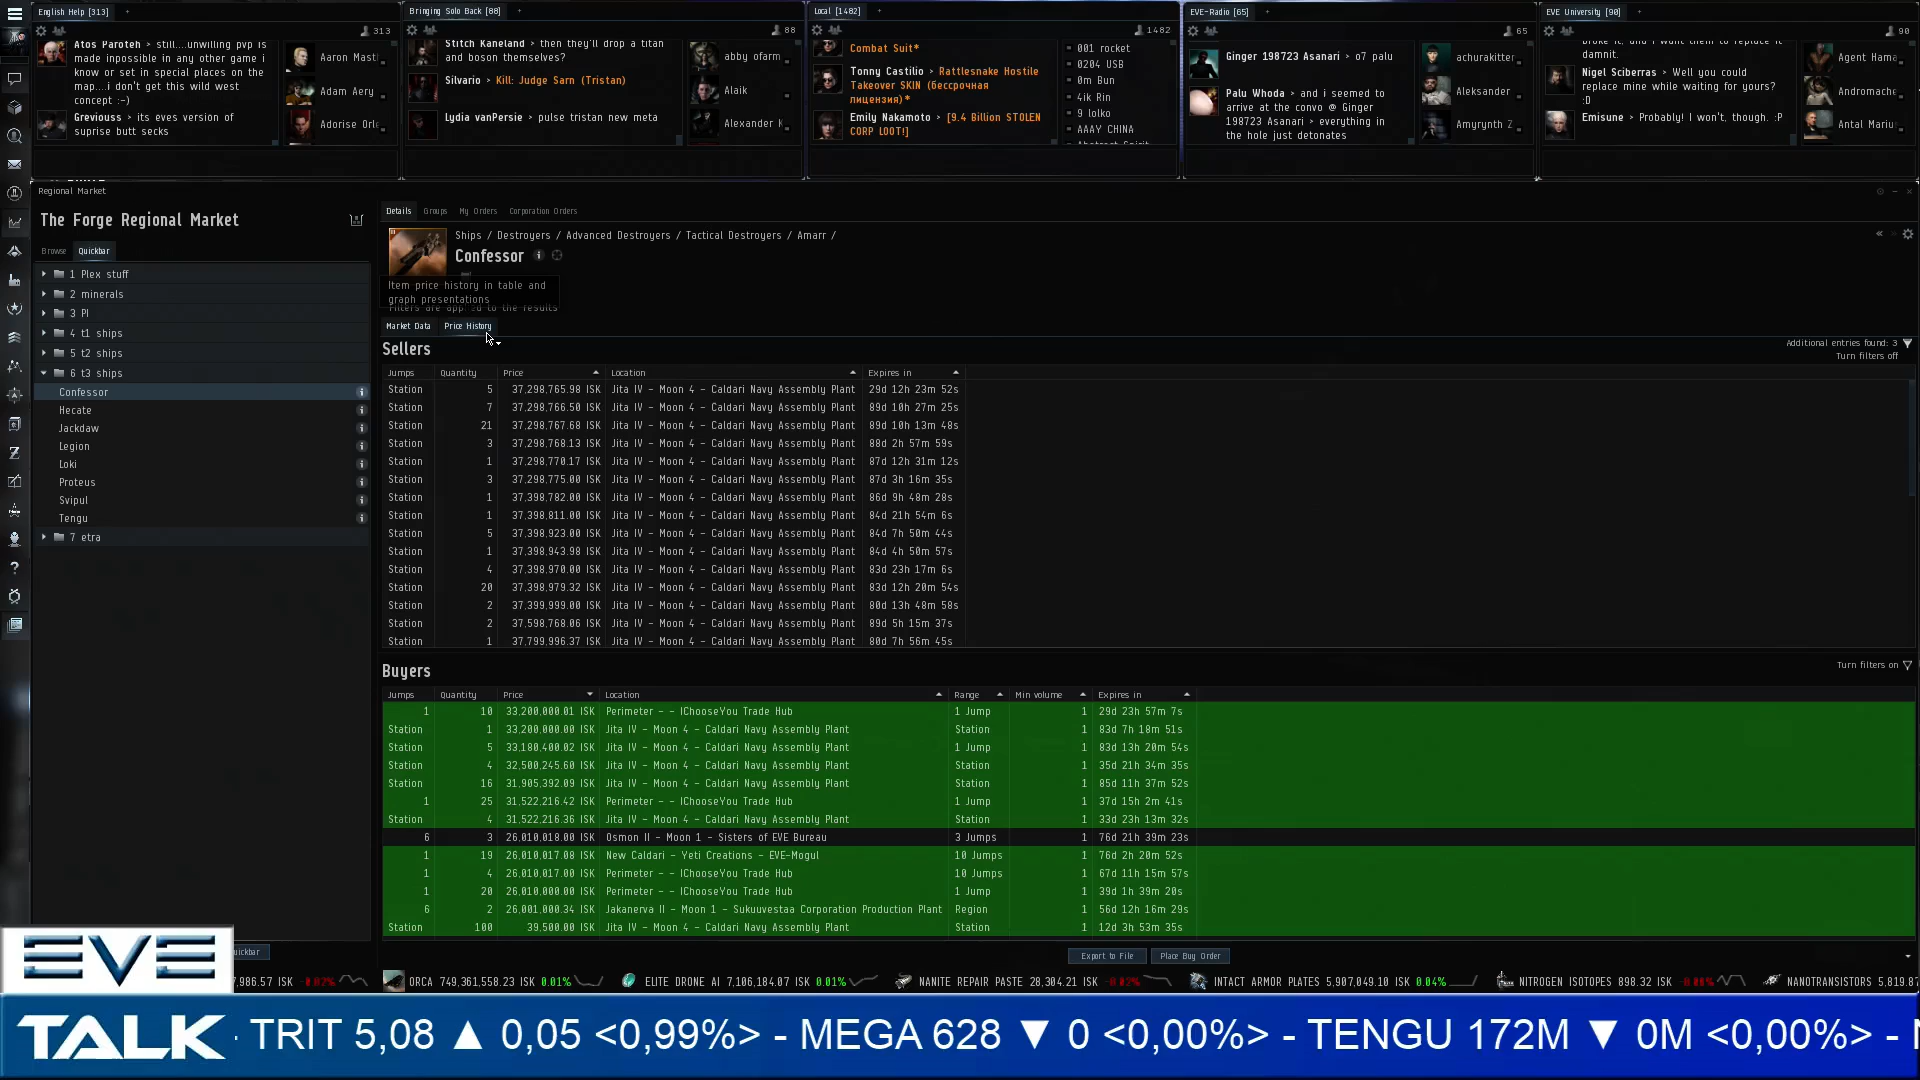 English Help [313]
Bringing Solo Back [88]
Local [1482]
EVE-Radio [65]
EVE University [90]
313
88
1482
65
90
Atos Paroteh > still....unwilling pvp is
made inpossible in any other game i
know or set in special places on the
map....i don't get this wild west
concept :-)
Greviouss > its eves version of
suprise butt secks
Adam Aery
Stitch Kaneland > then they'll drop a titan
and boson themselves?
Silvario > Kill: Judge Sarn (Tristan)
Lydia vanPersie > pulse tristan new meta
abby ofarm
Alaik
Combat Suit*
Tonny Castilio > Rattlesnake Hostile
Takeover SKIN (бессрочная
лицензия)*
Emily Nakamoto > [9.4 Billion STOLEN
CORP LOOT!]
001 rocket
0204 USB
0m Bun
4ik Rin
9 lolko
AAAY CHINA
Ginger 198723 Asanari > o7 palu
Palu Whoda > and i seemed to
arrive at the convo @ Ginger
198723 Asanari > everything in
the hole just detonates
achurakitter
Aleksander
Amyrynth Z
broke it, and i want them to replace it
damnit.
Nigel Sciberras > Well you could
replace mine while waiting for yours?
:D
Emisune > Probably! I won't, though. :P
Agent Hama
Andromache
Antal Mariu
Regional Market
The Forge Regional Market
Browse Quickbar
1 Plex stuff
2 minerals
3 PI
4 t1 ships
5 t2 ships
6 t3 ships
Confessor
Hecate
Jackdaw
Legion
Loki
Proteus
Svipul
Tengu
7 etra
Details Groups My Orders Corporation Orders
Ships / Destroyers / Advanced Destroyers / Tactical Destroyers / Amarr /
Confessor
Item price history in table and
graph presentations
Filters are applied to the results
Market Data Price History
Sellers
Additional entries found: 3
Turn filters off
Jumps Quantity Price Location Expires in
Station 5 37,298,765.98 ISK Jita IV - Moon 4 - Caldari Navy Assembly Plant 29d 12h 23m 52s
Station 7 37,298,766.50 ISK Jita IV - Moon 4 - Caldari Navy Assembly Plant 89d 10h 27m 25s
Station 21 37,298,767.68 ISK Jita IV - Moon 4 - Caldari Navy Assembly Plant 89d 10h 13m 48s
Station 3 37,298,768.13 ISK Jita IV - Moon 4 - Caldari Navy Assembly Plant 88d 2h 57m 59s
Station 1 37,298,770.17 ISK Jita IV - Moon 4 - Caldari Navy Assembly Plant 87d 12h 31m 12s
Station 3 37,298,775.00 ISK Jita IV - Moon 4 - Caldari Navy Assembly Plant 87d 3h 16m 35s
Station 1 37,398,782.00 ISK Jita IV - Moon 4 - Caldari Navy Assembly Plant 86d 9h 48m 28s
Station 1 37,398,811.00 ISK Jita IV - Moon 4 - Caldari Navy Assembly Plant 84d 21h 54m 6s
Station 5 37,398,923.00 ISK Jita IV - Moon 4 - Caldari Navy Assembly Plant 84d 7h 50m 44s
Station 1 37,398,943.98 ISK Jita IV - Moon 4 - Caldari Navy Assembly Plant 84d 4h 50m 57s
Station 4 37,398,970.00 ISK Jita IV - Moon 4 - Caldari Navy Assembly Plant 83d 23h 17m 6s
Station 20 37,398,979.32 ISK Jita IV - Moon 4 - Caldari Navy Assembly Plant 83d 12h 20m 54s
Station 2 37,399,999.00 ISK Jita IV - Moon 4 - Caldari Navy Assembly Plant 80d 13h 48m 58s
Station 2 37,598,768.06 ISK Jita IV - Moon 4 - Caldari Navy Assembly Plant 89d 5h 15m 37s
Station 1 37,799,996.37 ISK Jita IV - Moon 4 - Caldari Navy Assembly Plant 80d 7h 56m 45s
Buyers
Turn filters on
Jumps Quantity Price Location Range Min volume Expires in
1 10 33,200,000.01 ISK Perimeter - - IChooseYou Trade Hub 1 Jump 1 29d 23h 57m 7s
Station 1 33,200,000.00 ISK Jita IV - Moon 4 - Caldari Navy Assembly Plant Station 1 83d 7h 18m 51s
Station 5 33,180,400.02 ISK Jita IV - Moon 4 - Caldari Navy Assembly Plant 1 Jump 1 83d 13h 20m 54s
Station 4 32,500,245.60 ISK Jita IV - Moon 4 - Caldari Navy Assembly Plant Station 1 35d 21h 34m 35s
Station 16 31,905,392.09 ISK Jita IV - Moon 4 - Caldari Navy Assembly Plant Station 1 85d 11h 37m 52s
1 25 31,522,216.42 ISK Perimeter - - IChooseYou Trade Hub 1 Jump 1 37d 15h 2m 41s
Station 4 31,522,216.36 ISK Jita IV - Moon 4 - Caldari Navy Assembly Plant Station 1 33d 23h 13m 32s
6 3 26,010,018.00 ISK Osmon II - Moon 1 - Sisters of EVE Bureau 3 Jumps 1 76d 21h 39m 23s
1 19 26,010,017.08 ISK New Caldari - Yeti Creations - EVE-Mogul 10 Jumps 1 76d 2h 20m 52s
1 4 26,010,017.00 ISK Perimeter - - IChooseYou Trade Hub 10 Jumps 1 67d 11h 15m 57s
1 20 26,010,000.00 ISK Perimeter - - IChooseYou Trade Hub 1 Jump 1 39d 1h 39m 20s
6 2 26,001,000.34 ISK Jakanerva II - Moon 1 - Sukuuvestaa Corporation Production Plant Region 1 56d 12h 16m 29s
Station 100 39,500.00 ISK Jita IV - Moon 4 - Caldari Navy Assembly Plant Station 1 12d 3h 53m 35s
Export to File Place Buy Order
uickbar
EVE
7,986.57 ISK -0.02% ORCA 749,361,558.23 ISK 0.01% ELITE DRONE AI 7,106,184.07 ISK 0.01% NANITE REPAIR PASTE 28,304.21 ISK -0.02% INTACT ARMOR PLATES 5,907,049.10 ISK 0.04% NITROGEN ISOTOPES 898.32 ISK NANOTRANSISTORS 5,819.8
TALK
TRIT 5,08 ▲ 0,05 <0,99%> - MEGA 628 ▼ 0 <0,00%> - TENGU 172M ▼ 0M <0,00%> -